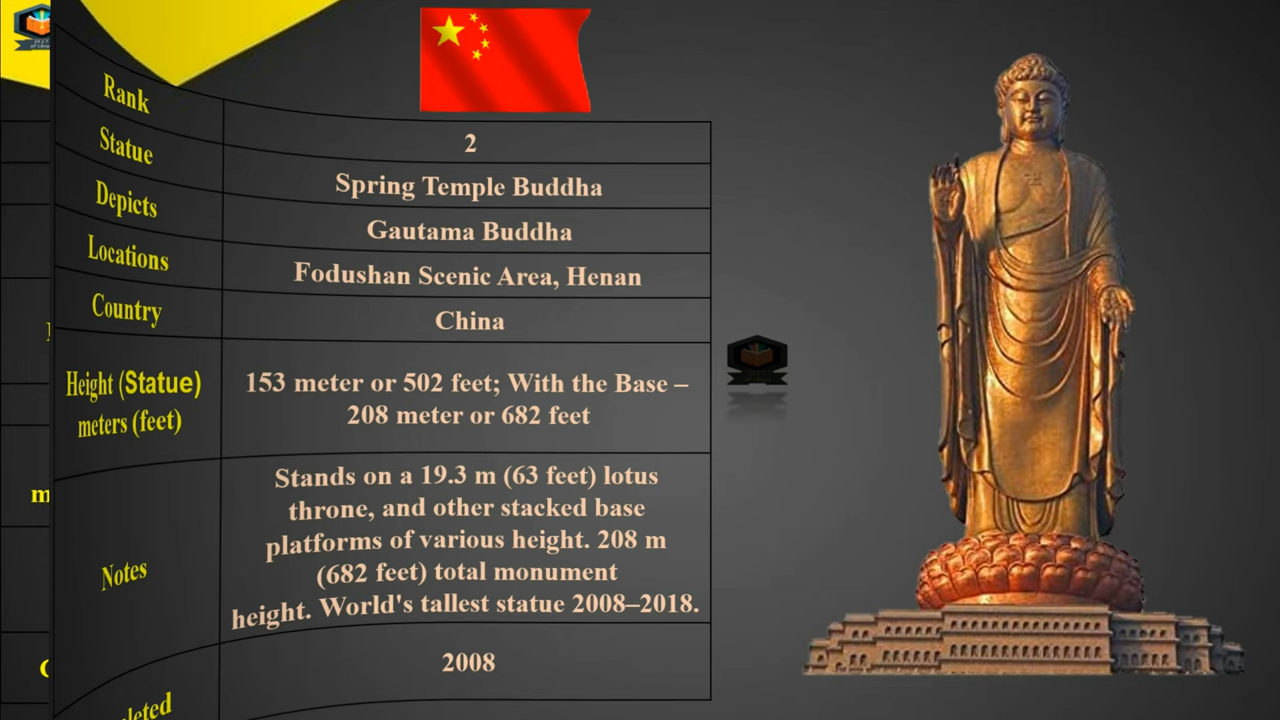 Rank
2
Statue
Spring Temple Buddha
Depicts
Gautama Buddha
Locations
Fodushan Scenic Area, Henan
Country
China
Height (Statue)
meters (feet)
153 meter or 502 feet; With the Base –
208 meter or 682 feet
Notes
Stands on a 19.3 m (63 feet) lotus
throne, and other stacked base
platforms of various height. 208 m
(682 feet) total monument
height. World's tallest statue 2008–2018.
2008